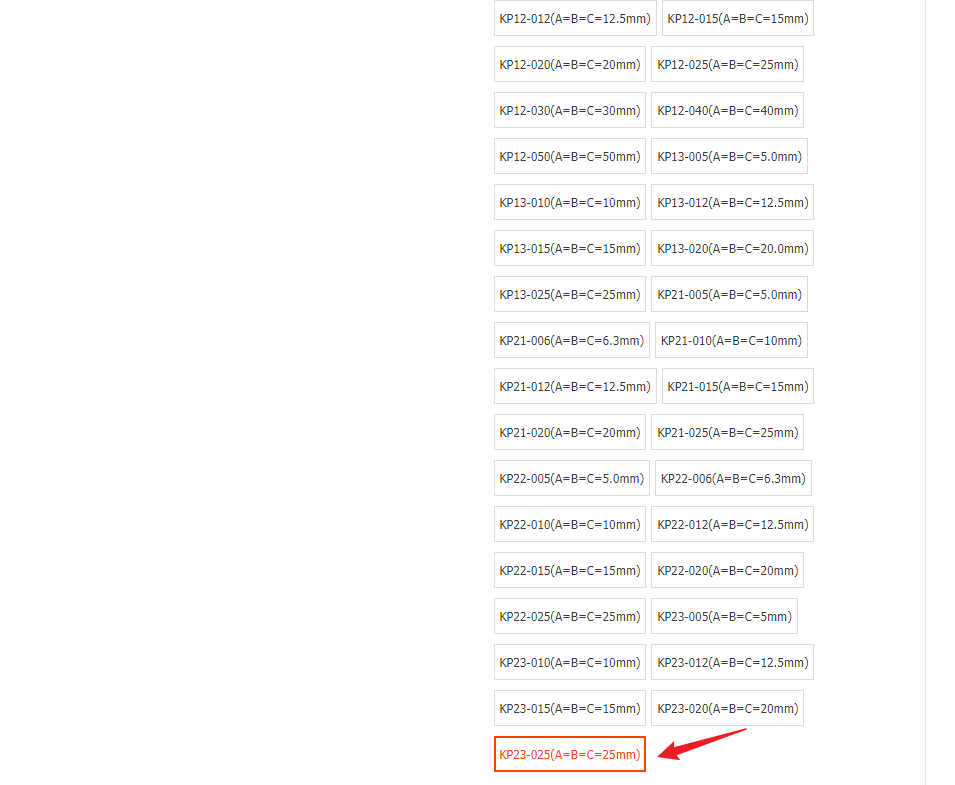 KP12-012(A=B=C=12.5mm) KP12-015(A=B=C=15mm)
KP12-020(A=B=C=20mm) KP12-025(A=B=C=25mm)
KP12-030(A=B=C=30mm) KP12-040(A=B=C=40mm)
KP12-050(A=B=C=50mm) KP13-005(A=B=C=5.0mm)
KP13-010(A=B=C=10mm) KP13-012(A=B=C=12.5mm)
KP13-015(A=B=C=15mm) KP13-020(A=B=C=20.0mm)
KP13-025(A=B=C=25mm) KP21-005(A=B=C=5.0mm)
KP21-006(A=B=C=6.3mm) KP21-010(A=B=C=10mm)
KP21-012(A=B=C=12.5mm) KP21-015(A=B=C=15mm)
KP21-020(A=B=C=20mm) KP21-025(A=B=C=25mm)
KP22-005(A=B=C=5.0mm) KP22-006(A=B=C=6.3mm)
KP22-010(A=B=C=10mm) KP22-012(A=B=C=12.5mm)
KP22-015(A=B=C=15mm) KP22-020(A=B=C=20mm)
KP22-025(A=B=C=25mm) KP23-005(A=B=C=5mm)
KP23-010(A=B=C=10mm) KP23-012(A=B=C=12.5mm)
KP23-015(A=B=C=15mm) KP23-020(A=B=C=20mm)
KP23-025(A=B=C=25mm)